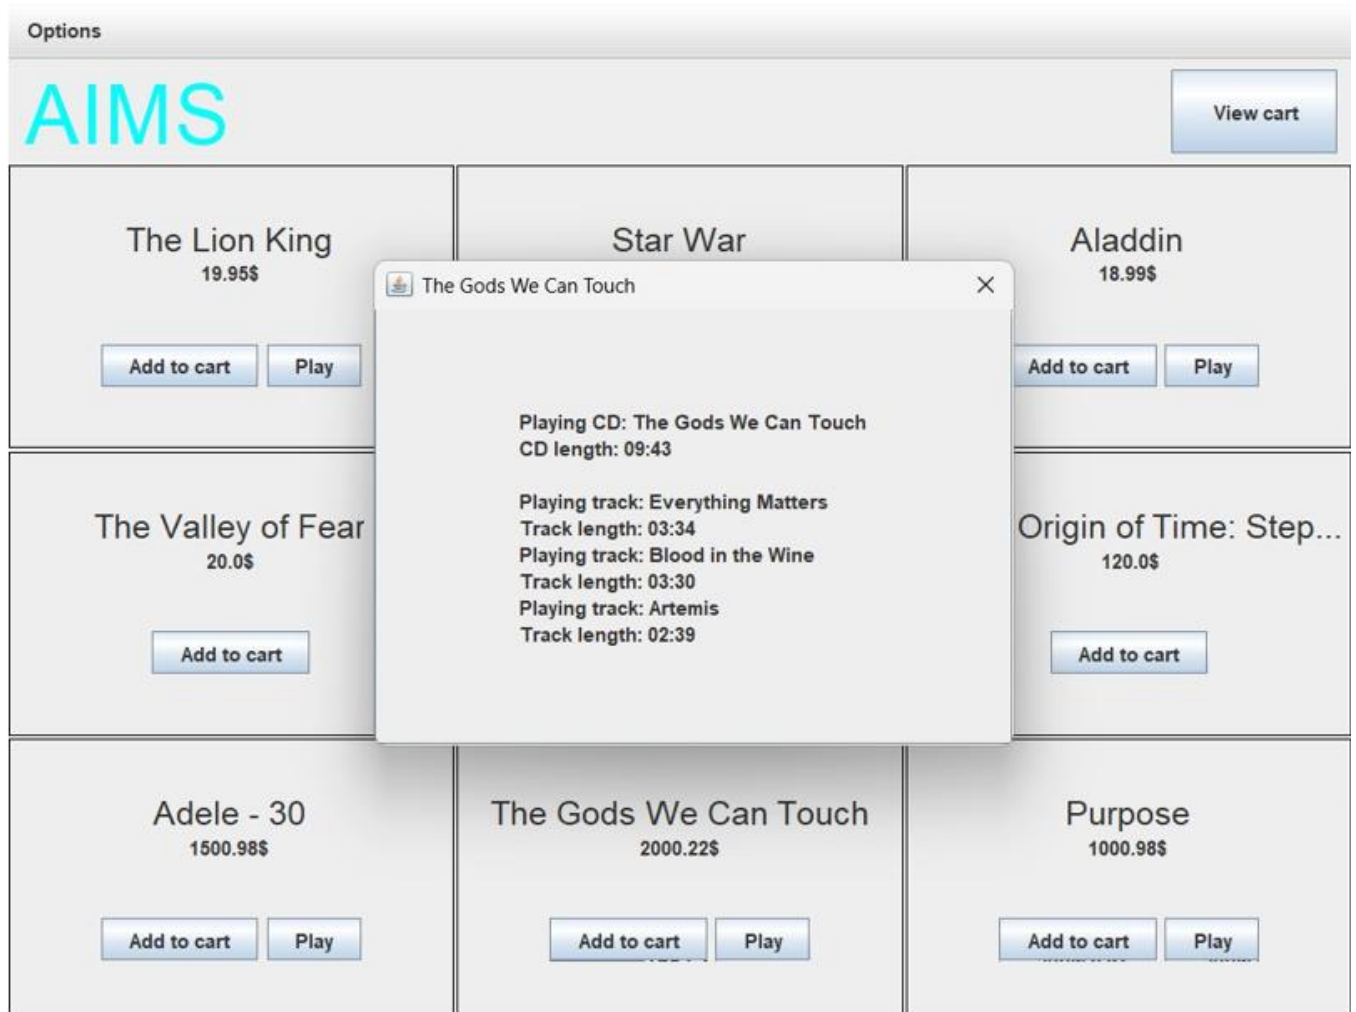 Options
AIMS
View cart
The Lion King
19.95$
Add to cart
Play
Star War
Aladdin
18.99$
Add to cart
Play
The Gods We Can Touch
Playing CD: The Gods We Can Touch
CD length: 09:43
Playing track: Everything Matters
Track length: 03:34
Playing track: Blood in the Wine
Track length: 03:30
Playing track: Artemis
Track length: 02:39
The Valley of Fear
20.0$
Add to cart
Origin of Time: Step...
120.0$
Add to cart
Adele - 30
1500.98$
Add to cart
Play
The Gods We Can Touch
2000.22$
Add to cart
Play
Purpose
1000.98$
Add to cart
Play